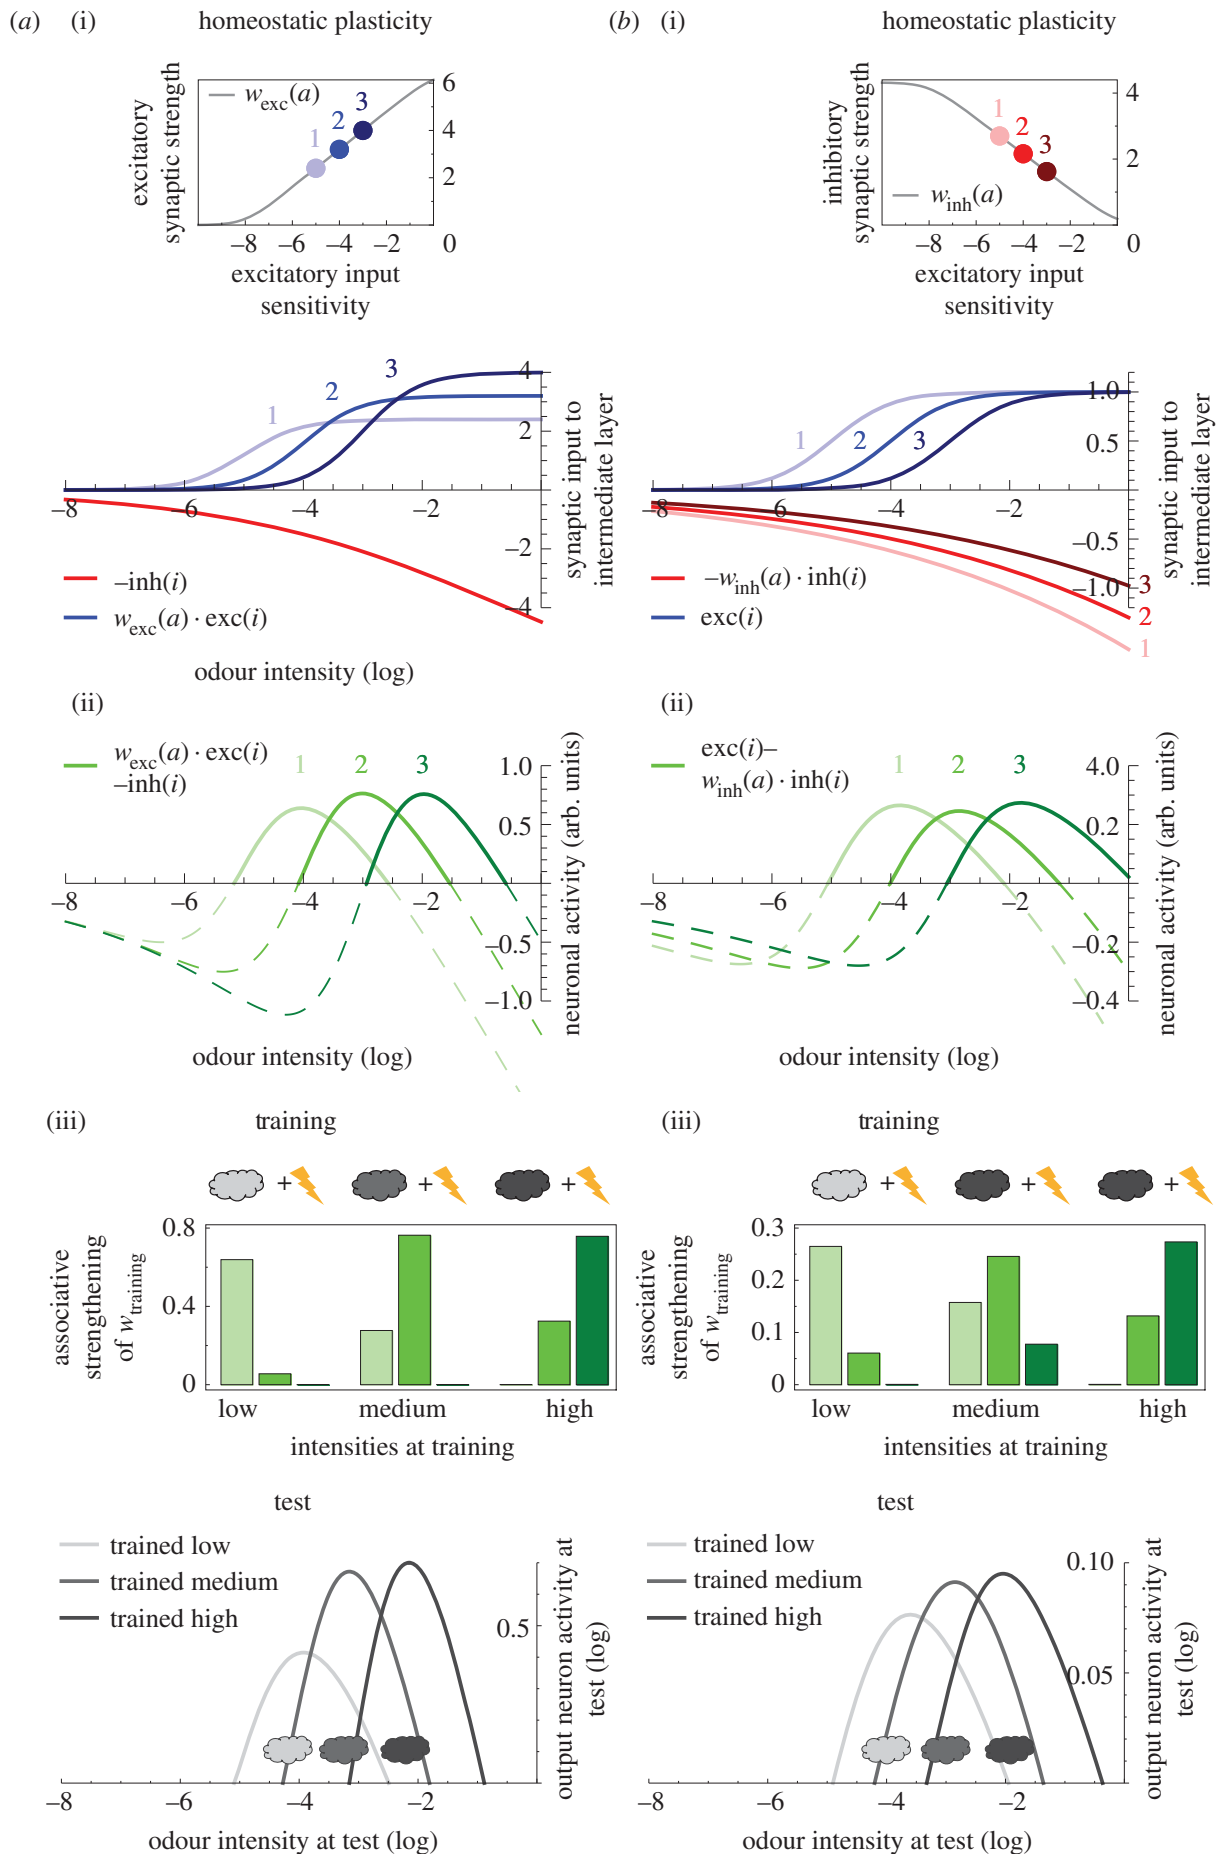 (a) (i) homeostatic plasticity
excitatory
synaptic strength
w_exc(a)
1
2
3
6
4
2
0
−8 −6 −4 −2
excitatory input
sensitivity
1
2
3
4
2
−8 −6 −4 −2
−2
−4
synaptic input to
intermediate layer
–inh(i)
w_exc(a) · exc(i)
odour intensity (log)
(ii)
w_exc(a) · exc(i)
–inh(i)
1 2 3
1.0
0.5
−8 −6 −4 −2
−0.5
−1.0
neuronal activity (arb. units)
odour intensity (log)
(iii) training
+ + +
associative
strengthening
of w_training
0.8
0.4
0
low medium high
intensities at training
test
trained low
trained medium
trained high
0.5
output neuron activity at
test (log)
−8 −6 −4 −2
odour intensity at test (log)
(b) (i) homeostatic plasticity
inhibitory
synaptic strength
w_inh(a)
1
2
3
4
2
0
−8 −6 −4 −2
excitatory input
sensitivity
1 2 3
1.0
0.5
−8 −6 −4 −2
−0.5
−1.0
3
2
1
synaptic input to
intermediate layer
–w_inh(a) · inh(i)
exc(i)
(ii)
exc(i)–
w_inh(a) · inh(i)
1 2 3
4.0
0.2
−8 −6 −4 −2
−0.2
−0.4
neuronal activity (arb. units)
odour intensity (log)
(iii) training
+ + +
associative
strengthening
of w_training
0.3
0.2
0.1
0
low medium high
intensities at training
test
trained low
trained medium
trained high
0.10
0.05
output neuron activity at
test (log)
−8 −6 −4 −2
odour intensity at test (log)